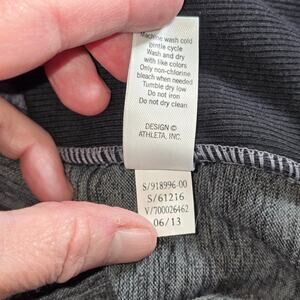 Machine wash cold
gentle cycle
Wash and dry
with like colors
Only non-chlorine
bleach when needed
Tumble dry low
Do not iron
Do not dry clean
DESIGN ©
ATHLETA, INC.
S/918996-00
S/61216
V/700026462
06/13